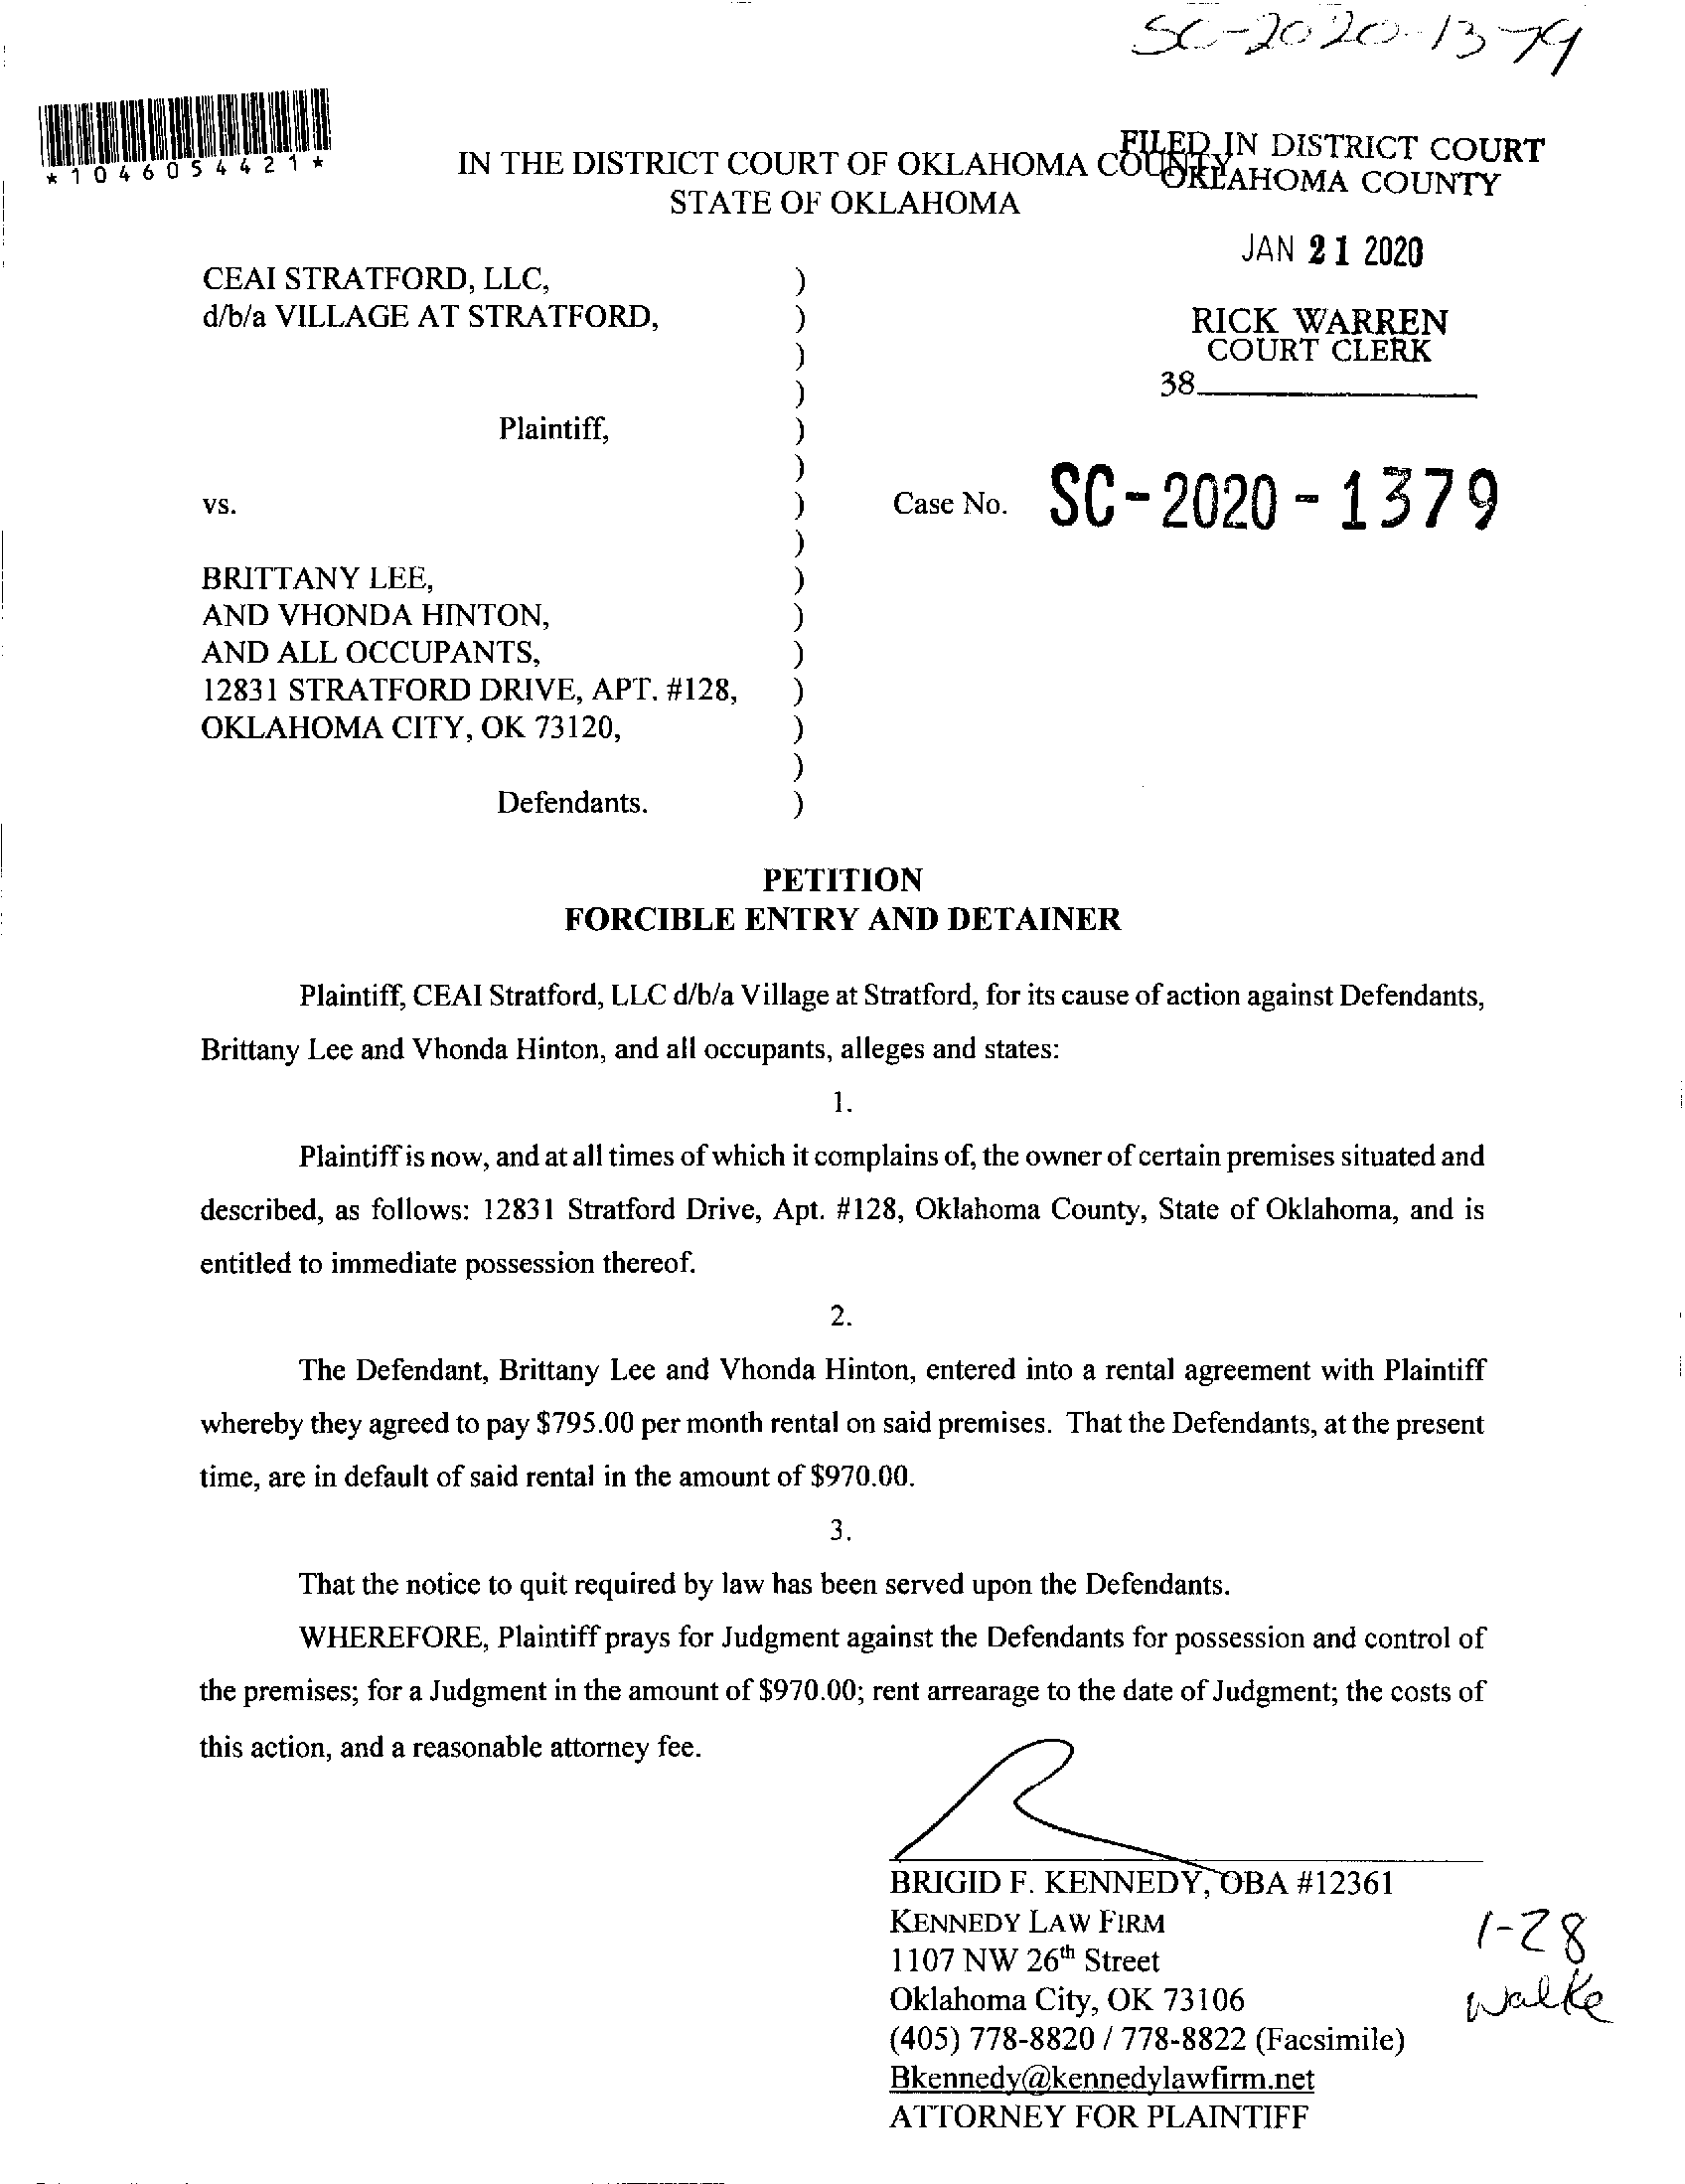 SC-2020-1379
*1046054421*
IN THE DISTRICT COURT OF OKLAHOMA COUNTY
STATE OF OKLAHOMA
FILED IN DISTRICT COURT
OKLAHOMA COUNTY
JAN 21 2020
RICK WARREN
COURT CLERK
38
CEAI STRATFORD, LLC, )
d/b/a VILLAGE AT STRATFORD, )
)
)
Plaintiff, )
)
vs. ) Case No. SC-2020-1379
)
BRITTANY LEE, )
AND VHONDA HINTON, )
AND ALL OCCUPANTS, )
12831 STRATFORD DRIVE, APT. #128, )
OKLAHOMA CITY, OK 73120, )
)
Defendants. )
PETITION
FORCIBLE ENTRY AND DETAINER
Plaintiff, CEAI Stratford, LLC d/b/a Village at Stratford, for its cause of action against Defendants,
Brittany Lee and Vhonda Hinton, and all occupants, alleges and states:
1.
Plaintiff is now, and at all times of which it complains of, the owner of certain premises situated and
described, as follows: 12831 Stratford Drive, Apt. #128, Oklahoma County, State of Oklahoma, and is
entitled to immediate possession thereof.
2.
The Defendant, Brittany Lee and Vhonda Hinton, entered into a rental agreement with Plaintiff
whereby they agreed to pay $795.00 per month rental on said premises. That the Defendants, at the present
time, are in default of said rental in the amount of $970.00.
3.
That the notice to quit required by law has been served upon the Defendants.
WHEREFORE, Plaintiff prays for Judgment against the Defendants for possession and control of
the premises; for a Judgment in the amount of $970.00; rent arrearage to the date of Judgment; the costs of
this action, and a reasonable attorney fee.
BRIGID F. KENNEDY, OBA #12361
KENNEDY LAW FIRM
1107 NW 26th Street
Oklahoma City, OK 73106
(405) 778-8820 / 778-8822 (Facsimile)
Bkennedy@kennedylawfirm.net
ATTORNEY FOR PLAINTIFF
1-28
Walke